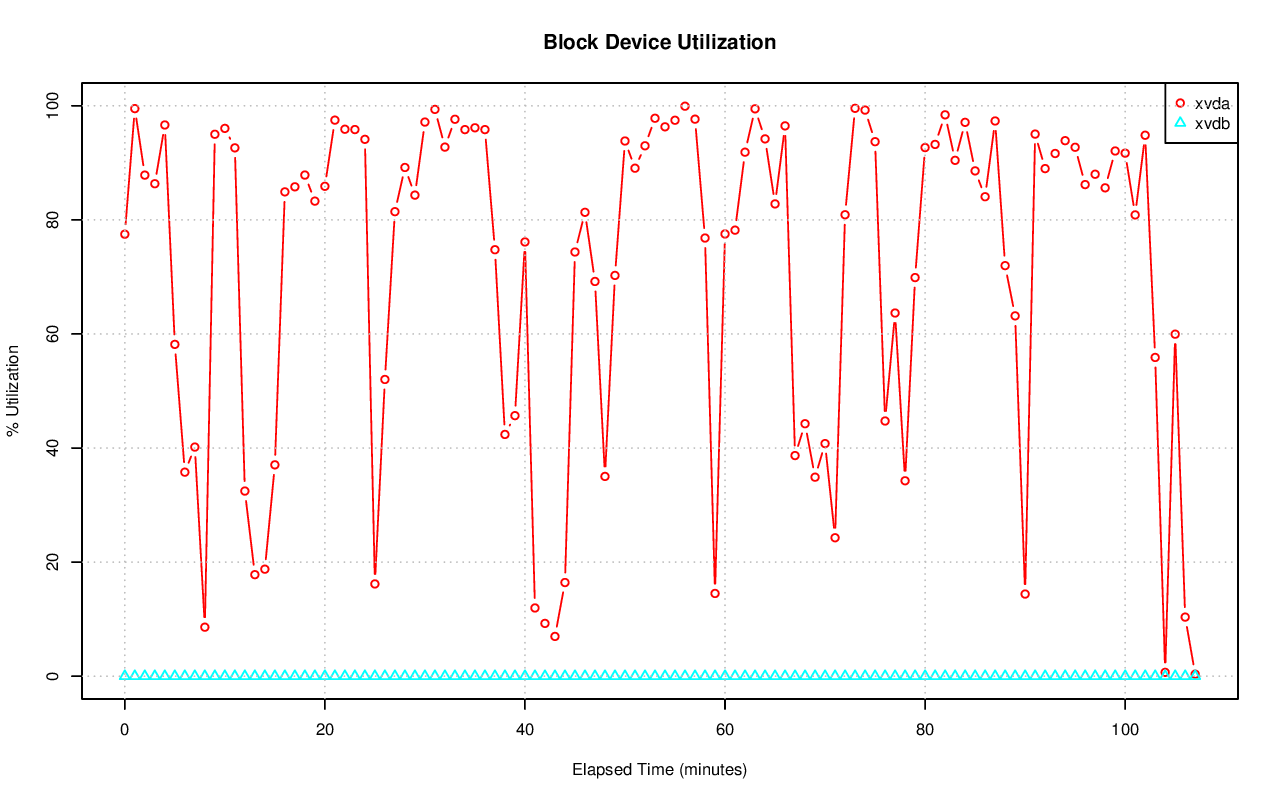 Block Device Utilization
xvda
xvdb
% Utilization
100
80
60
40
20
0
0 20 40 60 80 100
Elapsed Time (minutes)